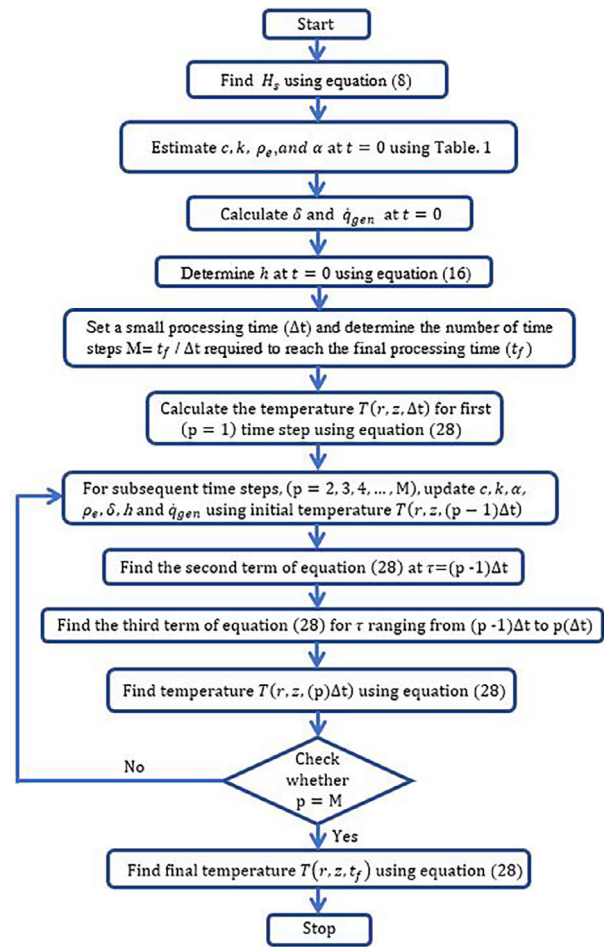 Start
Find H_s using equation (8)
Estimate c, k, ρ_e, and α at t = 0 using Table. 1
Calculate δ and q̇_gen at t = 0
Determine h at t = 0 using equation (16)
Set a small processing time (Δt) and determine the number of time
steps M= t_f / Δt required to reach the final processing time (t_f)
Calculate the temperature T(r, z, Δt) for first
(p = 1) time step using equation (28)
For subsequent time steps, (p = 2, 3, 4, ..., M), update c, k, α,
ρ_e, δ, h and q̇_gen using initial temperature T(r, z, (p − 1)Δt)
Find the second term of equation (28) at τ=(p -1)Δt
Find the third term of equation (28) for τ ranging from (p -1)Δt to p(Δt)
Find temperature T(r, z, (p)Δt) using equation (28)
Check
whether
p = M
No
Yes
Find final temperature T(r, z, t_f) using equation (28)
Stop